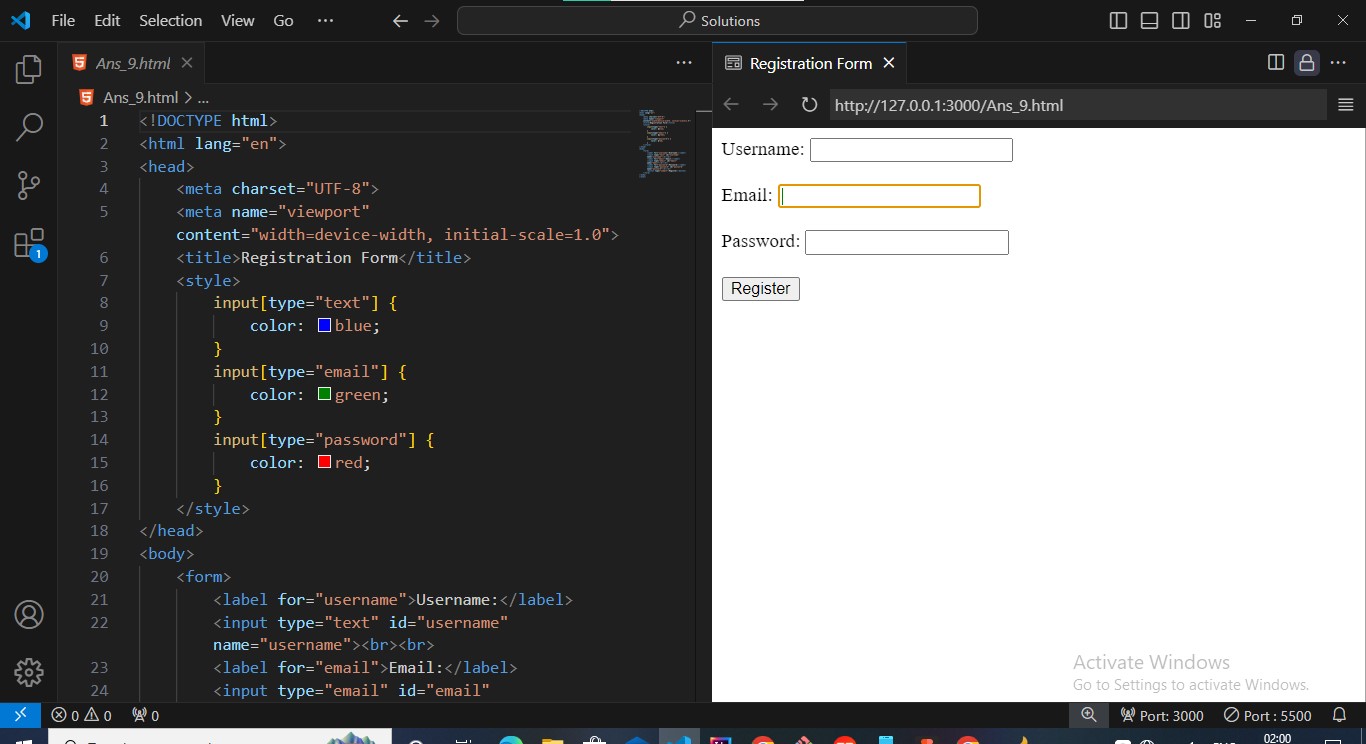 File Edit Selection View Go ··· Solutions
Ans_9.html
Ans_9.html > ...
1 <!DOCTYPE html>
2 <html lang="en">
3 <head>
4 <meta charset="UTF-8">
5 <meta name="viewport"
content="width=device-width, initial-scale=1.0">
6 <title>Registration Form</title>
7 <style>
8 input[type="text"] {
9 color: blue;
10 }
11 input[type="email"] {
12 color: green;
13 }
14 input[type="password"] {
15 color: red;
16 }
17 </style>
18 </head>
19 <body>
20 <form>
21 <label for="username">Username:</label>
22 <input type="text" id="username"
name="username"><br><br>
23 <label for="email">Email:</label>
24 <input type="email" id="email"
Registration Form
http://127.0.0.1:3000/Ans_9.html
Username:
Email:
Password:
Register
Activate Windows
Go to Settings to activate Windows.
1
0 0 0 Port: 3000 Port : 5500
02:00